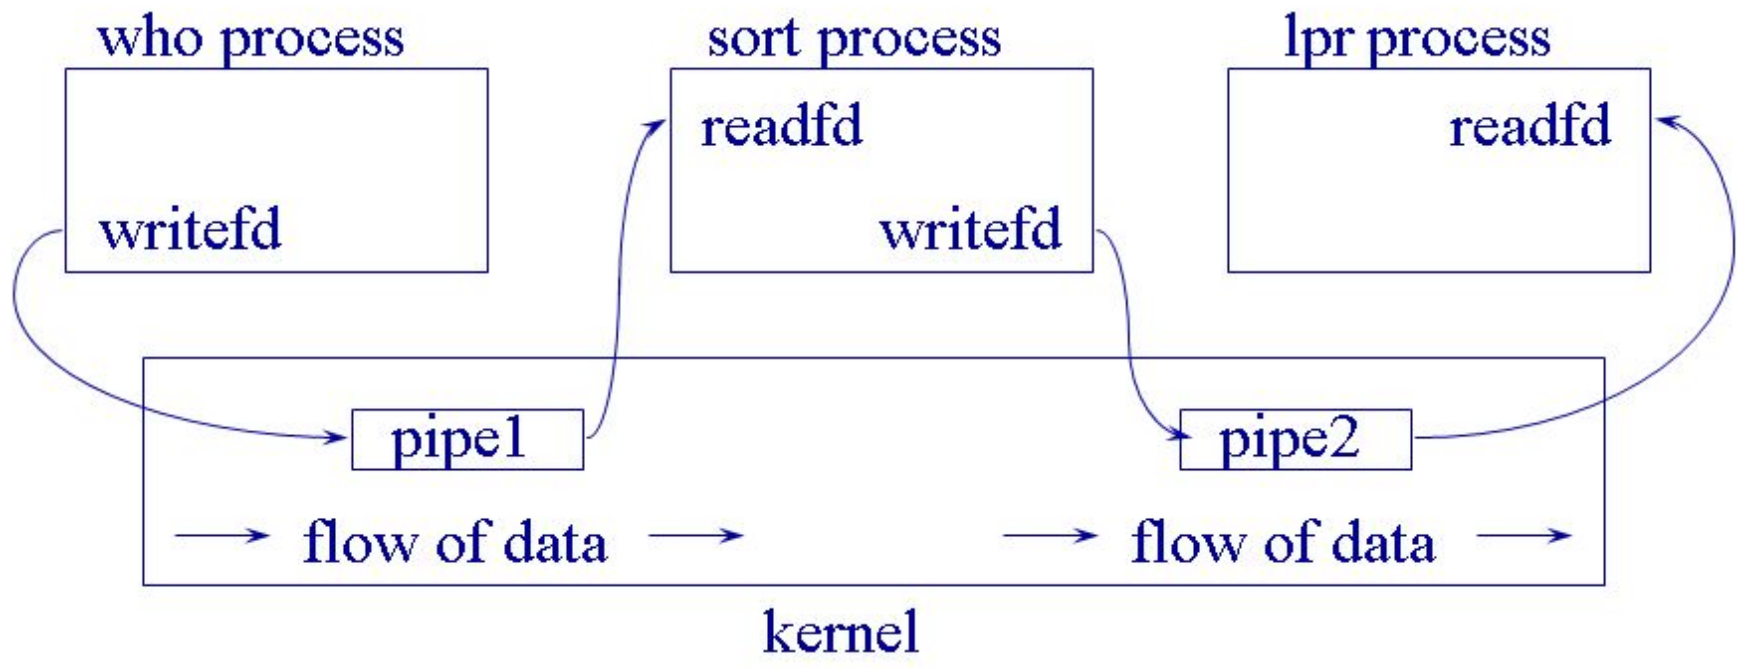 who process
sort process
lpr process
readfd
readfd
writefd
writefd
pipe1
pipe2
flow of data
flow of data
kernel